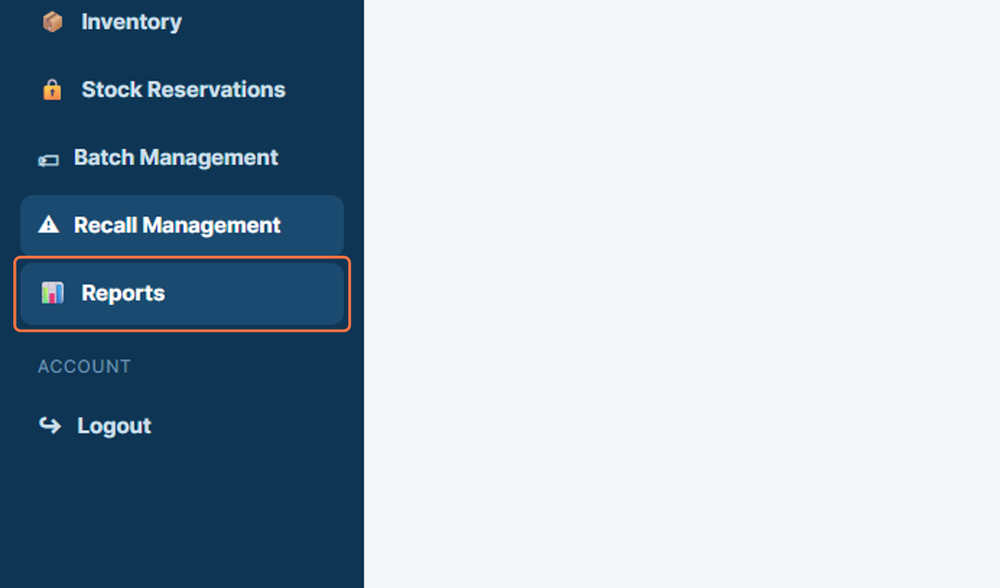 Inventory
Stock Reservations
Batch Management
Recall Management
Reports
ACCOUNT
Logout